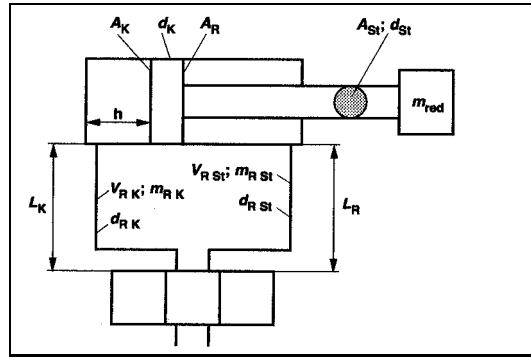 A_K
d_K
A_R
A_St; d_St
m_red
h
L_K
V_R K; m_R K
d_R K
V_R St; m_R St
d_R St
L_R